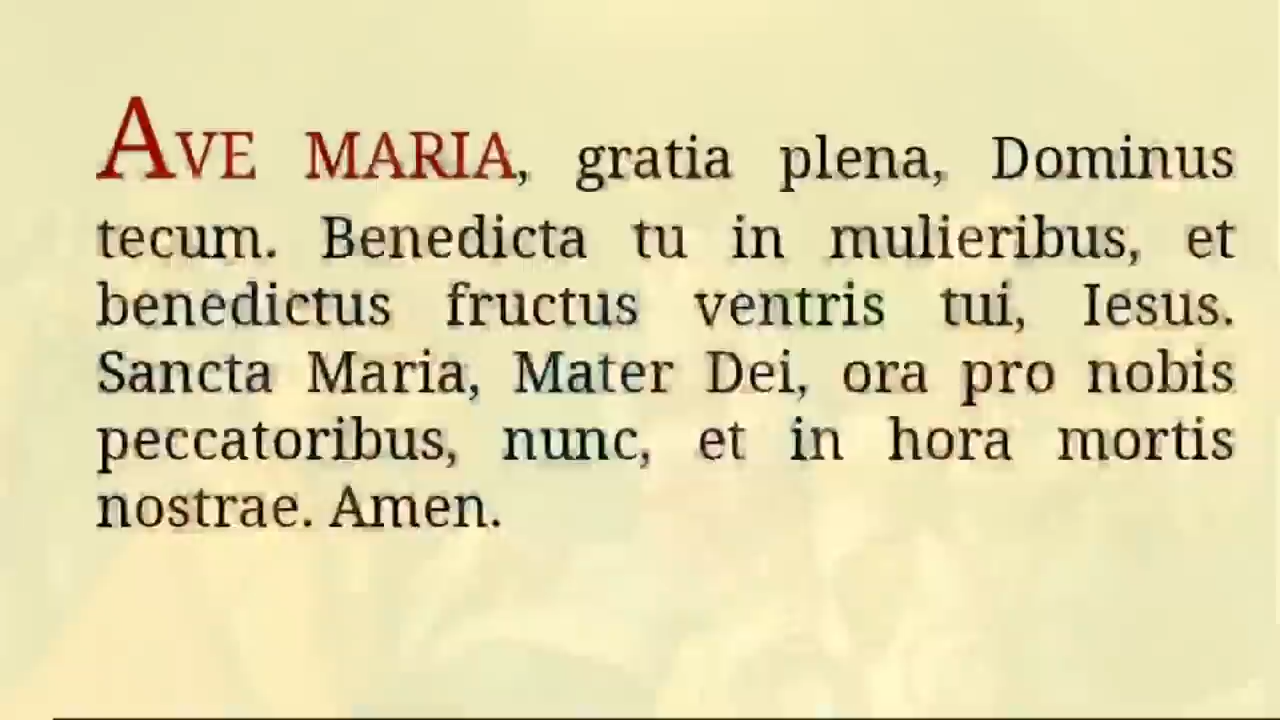 AVE MARIA, gratia plena, Dominus
tecum. Benedicta tu in mulieribus, et
benedictus fructus ventris tui, Iesus.
Sancta Maria, Mater Dei, ora pro nobis
peccatoribus, nunc, et in hora mortis
nostrae. Amen.